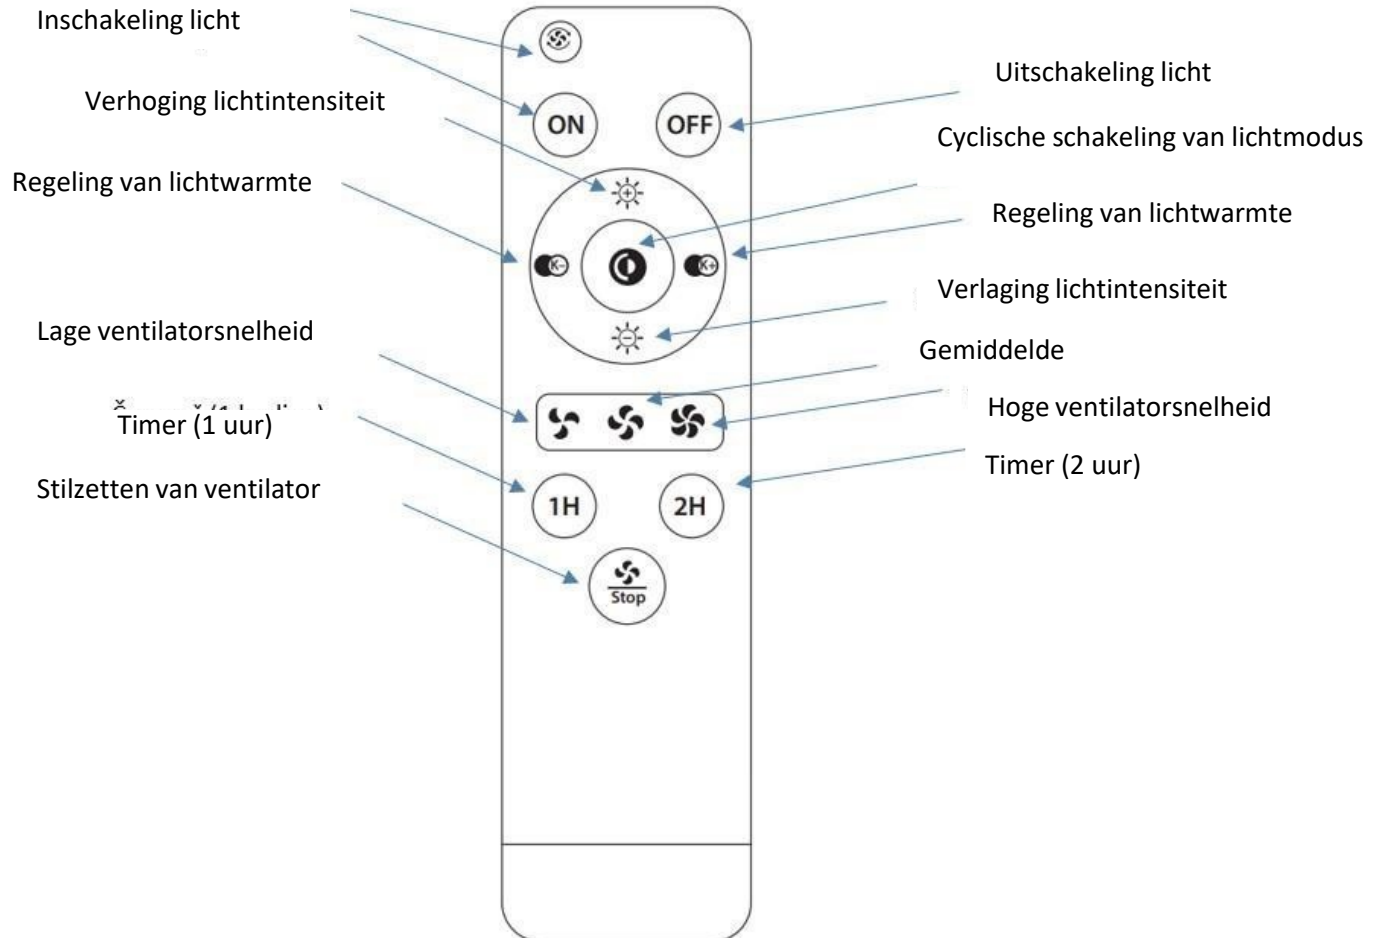 Inschakeling licht
Uitschakeling licht
Verhoging lichtintensiteit
ON
OFF
Cyclische schakeling van lichtmodus
Regeling van lichtwarmte
Regeling van lichtwarmte
K-
K+
Verlaging lichtintensiteit
Lage ventilatorsnelheid
Gemiddelde
Hoge ventilatorsnelheid
Timer (1 uur)
Timer (2 uur)
Stilzetten van ventilator
1H
2H
Stop